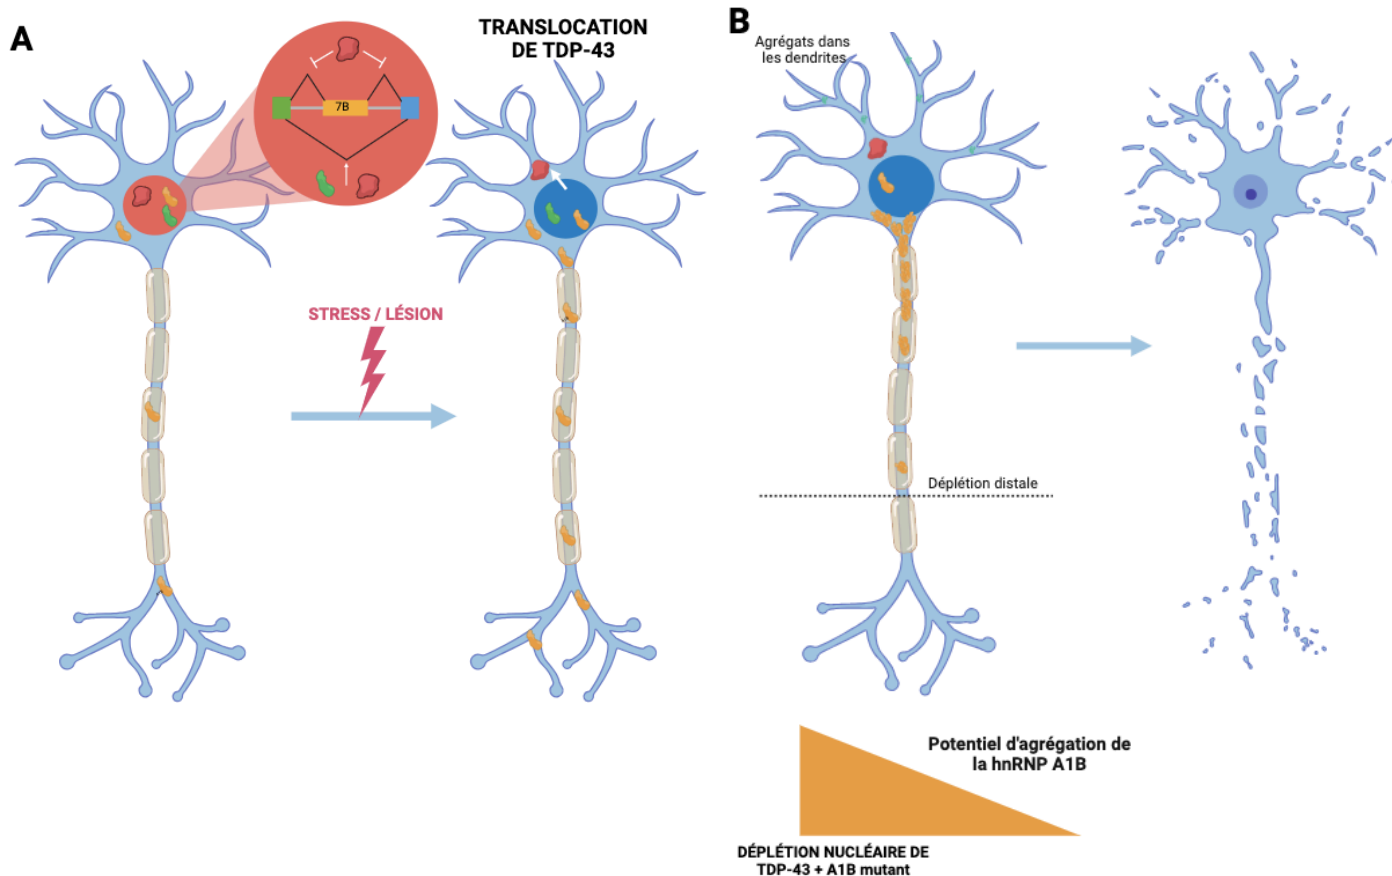 A
TRANSLOCATION
DE TDP-43
7B
STRESS / LÉSION
B
Agrégats dans
les dendrites
Déplétion distale
Potentiel d'agrégation de
la hnRNP A1B
DÉPLÉTION NUCLÉAIRE DE
TDP-43 + A1B mutant